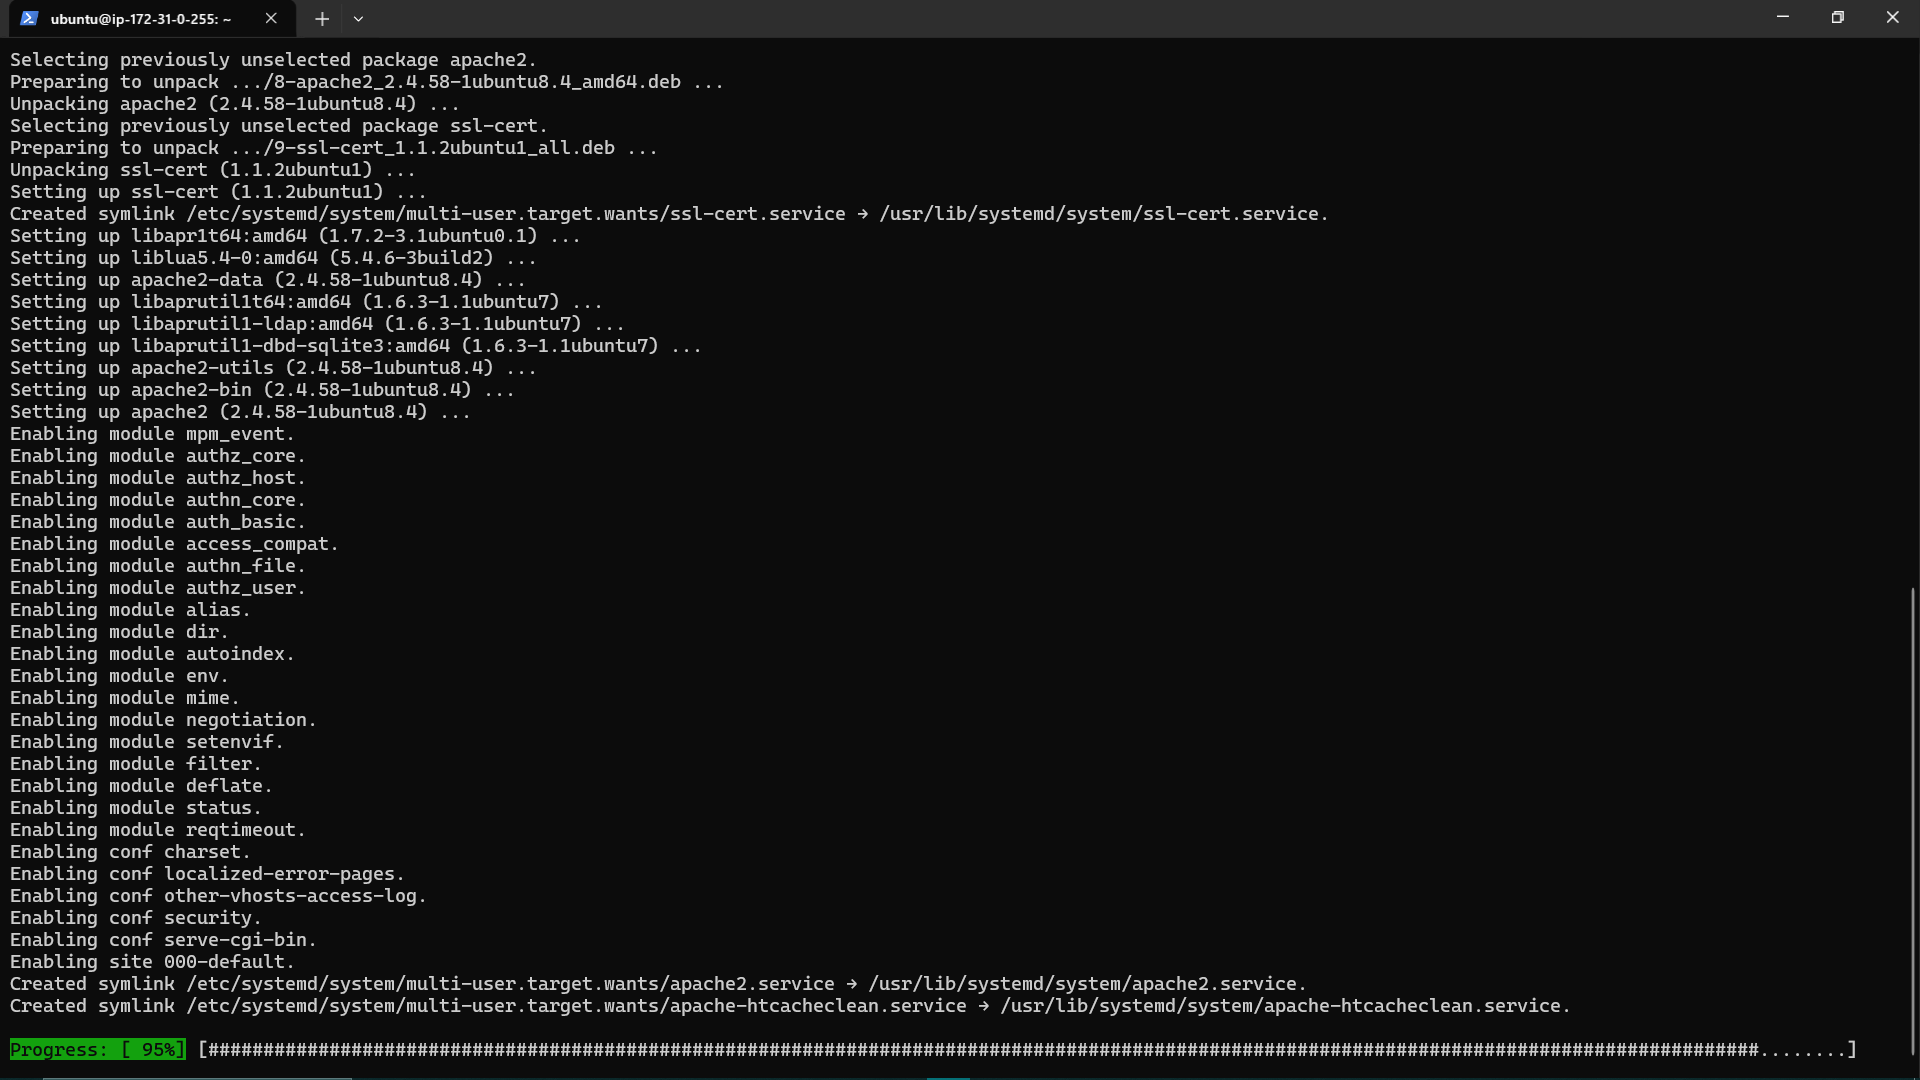 ubuntu@ip-172-31-0-255: ~
Selecting previously unselected package apache2.
Preparing to unpack .../8-apache2_2.4.58-1ubuntu8.4_amd64.deb ...
Unpacking apache2 (2.4.58-1ubuntu8.4) ...
Selecting previously unselected package ssl-cert.
Preparing to unpack .../9-ssl-cert_1.1.2ubuntu1_all.deb ...
Unpacking ssl-cert (1.1.2ubuntu1) ...
Setting up ssl-cert (1.1.2ubuntu1) ...
Created symlink /etc/systemd/system/multi-user.target.wants/ssl-cert.service → /usr/lib/systemd/system/ssl-cert.service.
Setting up libapr1t64:amd64 (1.7.2-3.1ubuntu0.1) ...
Setting up liblua5.4-0:amd64 (5.4.6-3build2) ...
Setting up apache2-data (2.4.58-1ubuntu8.4) ...
Setting up libaprutil1t64:amd64 (1.6.3-1.1ubuntu7) ...
Setting up libaprutil1-ldap:amd64 (1.6.3-1.1ubuntu7) ...
Setting up libaprutil1-dbd-sqlite3:amd64 (1.6.3-1.1ubuntu7) ...
Setting up apache2-utils (2.4.58-1ubuntu8.4) ...
Setting up apache2-bin (2.4.58-1ubuntu8.4) ...
Setting up apache2 (2.4.58-1ubuntu8.4) ...
Enabling module mpm_event.
Enabling module authz_core.
Enabling module authz_host.
Enabling module authn_core.
Enabling module auth_basic.
Enabling module access_compat.
Enabling module authn_file.
Enabling module authz_user.
Enabling module alias.
Enabling module dir.
Enabling module autoindex.
Enabling module env.
Enabling module mime.
Enabling module negotiation.
Enabling module setenvif.
Enabling module filter.
Enabling module deflate.
Enabling module status.
Enabling module reqtimeout.
Enabling conf charset.
Enabling conf localized-error-pages.
Enabling conf other-vhosts-access-log.
Enabling conf security.
Enabling conf serve-cgi-bin.
Enabling site 000-default.
Created symlink /etc/systemd/system/multi-user.target.wants/apache2.service → /usr/lib/systemd/system/apache2.service.
Created symlink /etc/systemd/system/multi-user.target.wants/apache-htcacheclean.service → /usr/lib/systemd/system/apache-htcacheclean.service.
Progress: [ 95%] [#############################################################################################################################################........]